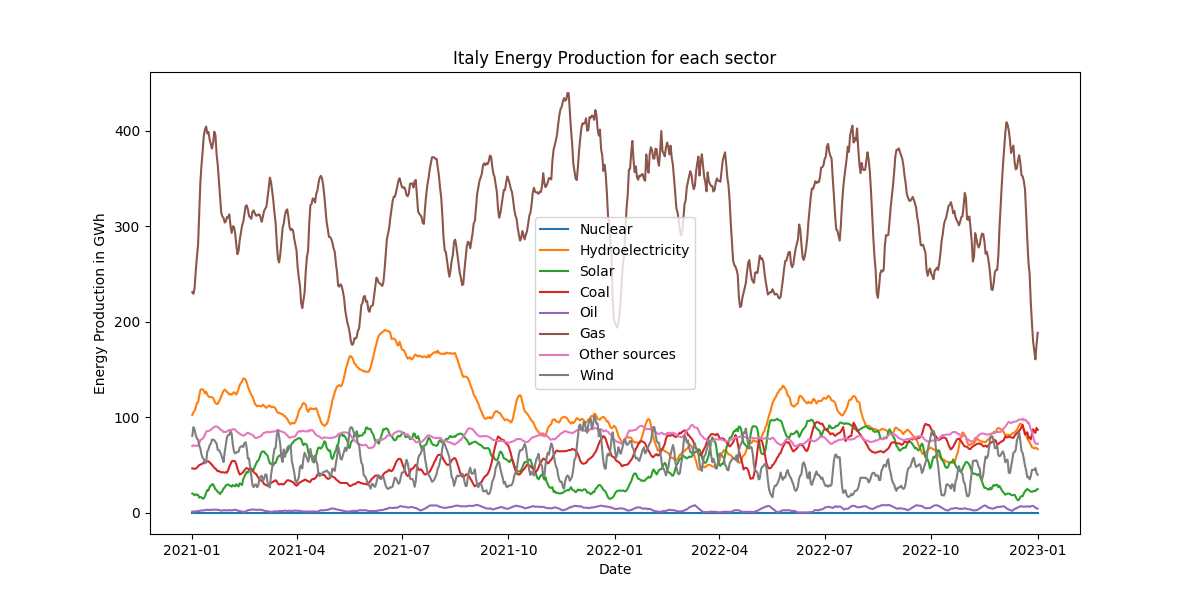 Italy Energy Production for each sector
Energy Production in GWh
400
300
200
100
0
Nuclear
Hydroelectricity
Solar
Coal
Oil
Gas
Other sources
Wind
2021-01 2021-04 2021-07 2021-10 2022-01 2022-04 2022-07 2022-10 2023-01
Date